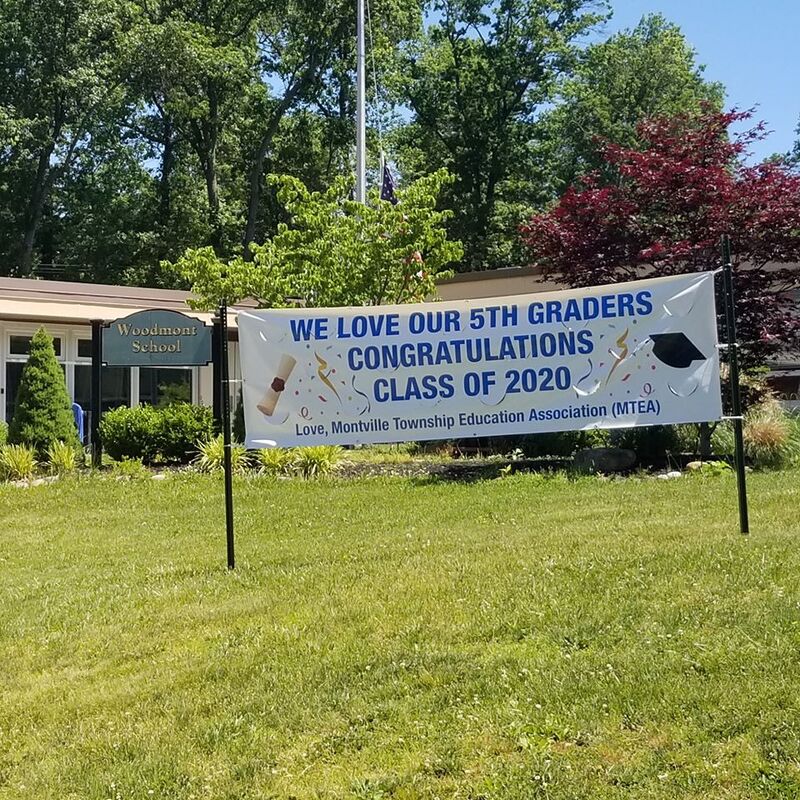 Woodmont
School
WE LOVE OUR 5TH GRADERS
CONGRATULATIONS
CLASS OF 2020
Love, Montville Township Education Association (MTEA)